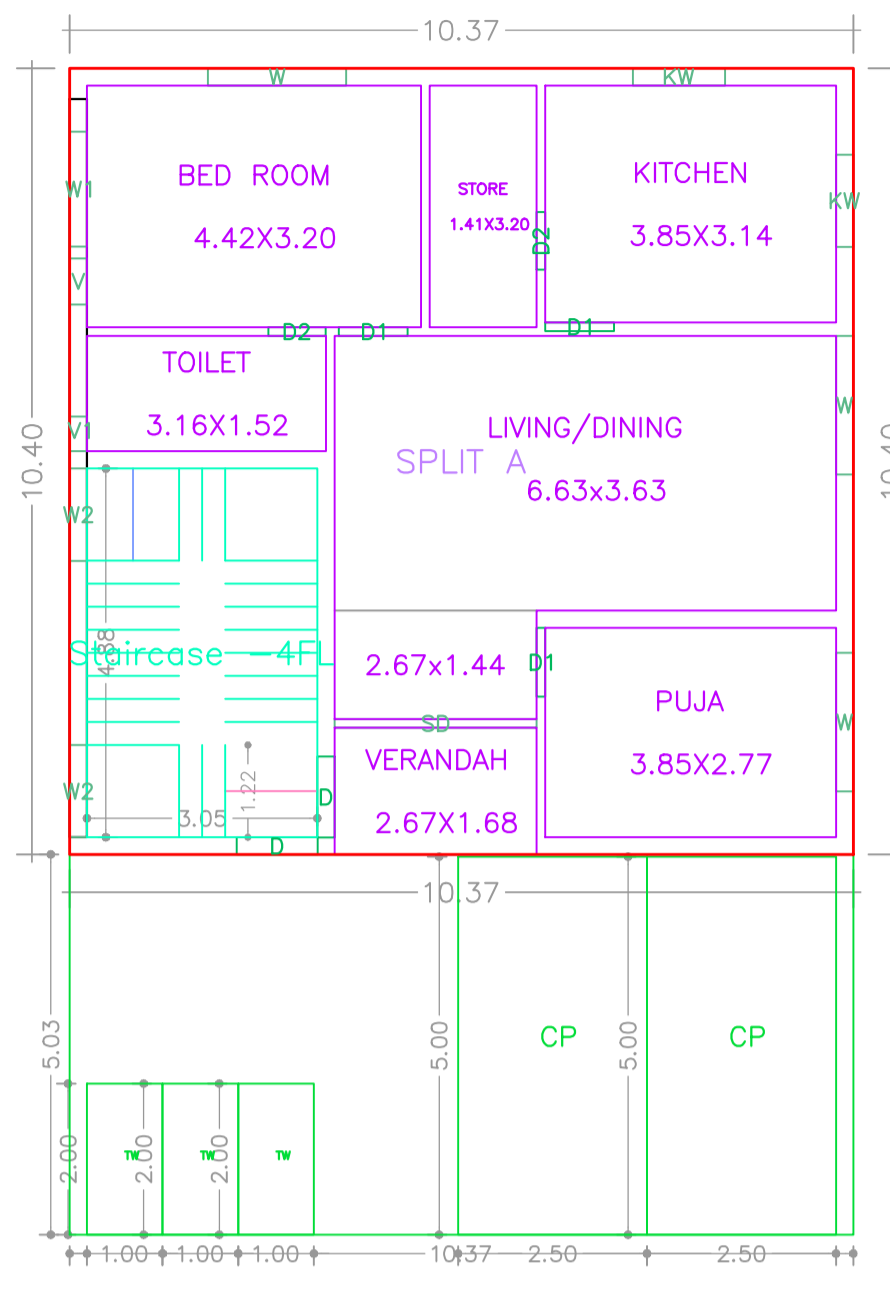 10.37
W
KW
W1
BED ROOM
4.42X3.20
STORE
1.41X3.20
D2
KITCHEN
3.85X3.14
KW
V
D2
D1
D1
TOILET
3.16X1.52
V1
LIVING/DINING
6.63x3.63
SPLIT A
W
10.40
10.40
W2
Staircase -4FL
4.88
2.67x1.44
D1
SD
PUJA
3.85X2.77
W
VERANDAH
2.67X1.68
W2
1.22
3.05
D
D
10.37
5.03
5.00
5.00
CP
CP
2.00
2.00
2.00
TW
TW
TW
1.00
1.00
1.00
10.37
2.50
2.50